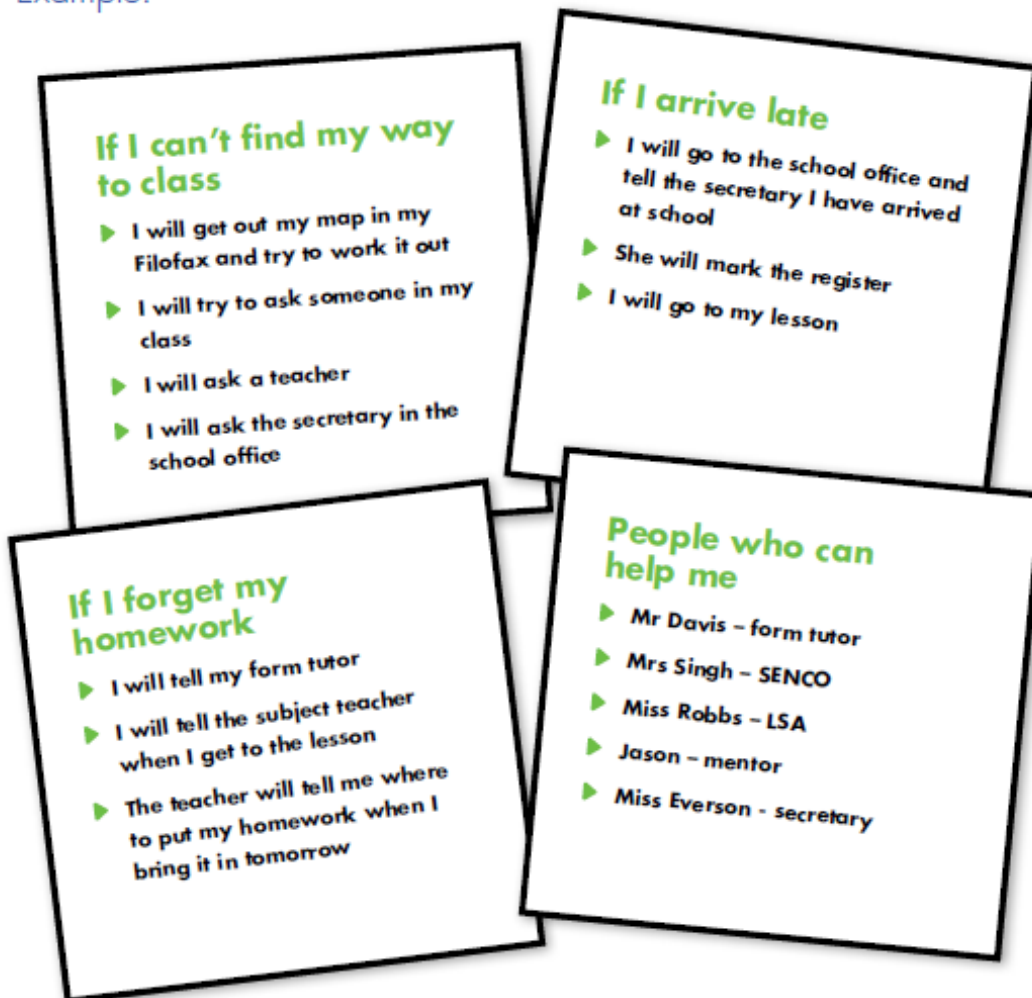 Example:
If I can't find my way
to class
I will get out my map in my
Filofax and try to work it out
I will try to ask someone in my
class
I will ask a teacher
I will ask the secretary in the
school office
If I arrive late
I will go to the school office and
tell the secretary I have arrived
at school
She will mark the register
I will go to my lesson
If I forget my
homework
I will tell my form tutor
I will tell the subject teacher
when I get to the lesson
The teacher will tell me where
to put my homework when I
bring it in tomorrow
People who can
help me
Mr Davis – form tutor
Mrs Singh – SENCO
Miss Robbs – LSA
Jason – mentor
Miss Everson - secretary